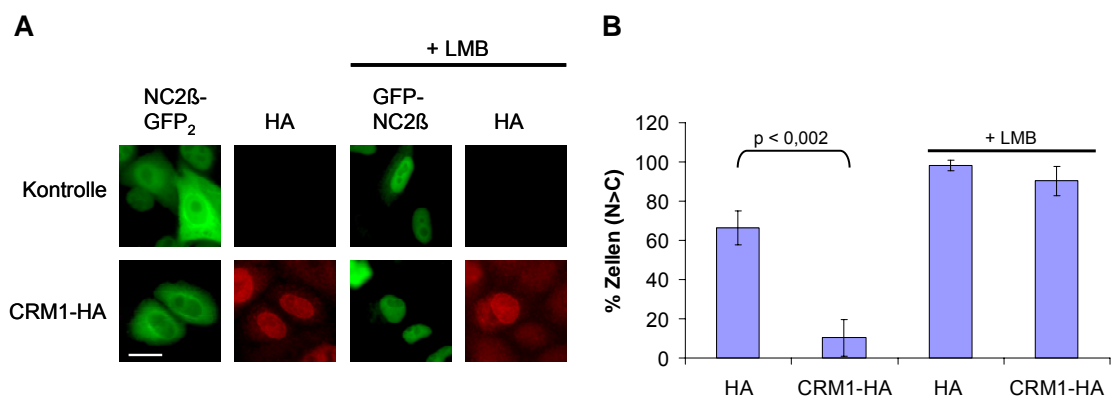 A
+ LMB
NC2ß-
GFP2
HA
GFP-
NC2ß
HA
Kontrolle
CRM1-HA
B
% Zellen (N>C)
120
100
80
60
40
20
0
p < 0,002
+ LMB
HA
CRM1-HA
HA
CRM1-HA